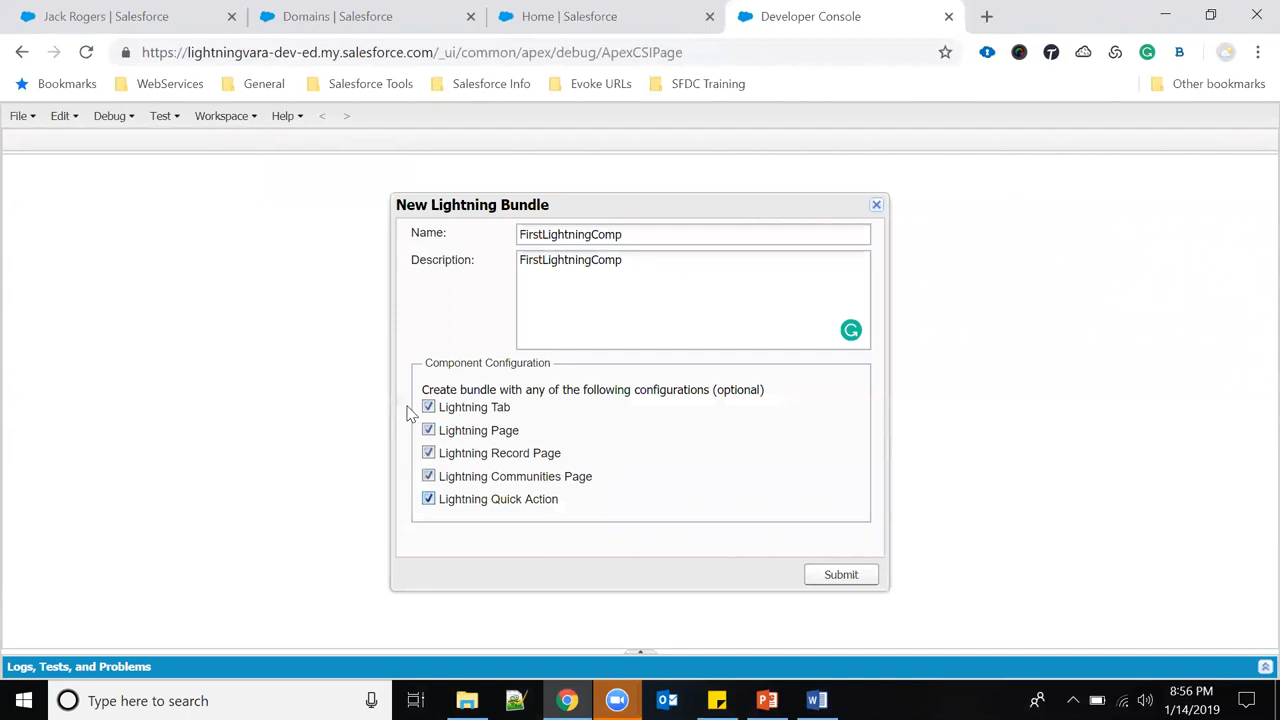 Jack Rogers | Salesforce
Domains | Salesforce
Home | Salesforce
Developer Console
https://lightningvara-dev-ed.my.salesforce.com/_ui/common/apex/debug/ApexCSIPage
Bookmarks
WebServices
General
Salesforce Tools
Salesforce Info
Evoke URLs
SFDC Training
Other bookmarks
File
Edit
Debug
Test
Workspace
Help
<
>
New Lightning Bundle
Name:
FirstLightningComp
Description:
FirstLightningComp
Component Configuration
Create bundle with any of the following configurations (optional)
Lightning Tab
Lightning Page
Lightning Record Page
Lightning Communities Page
Lightning Quick Action
Submit
Logs, Tests, and Problems
Type here to search
8:56 PM
1/14/2019